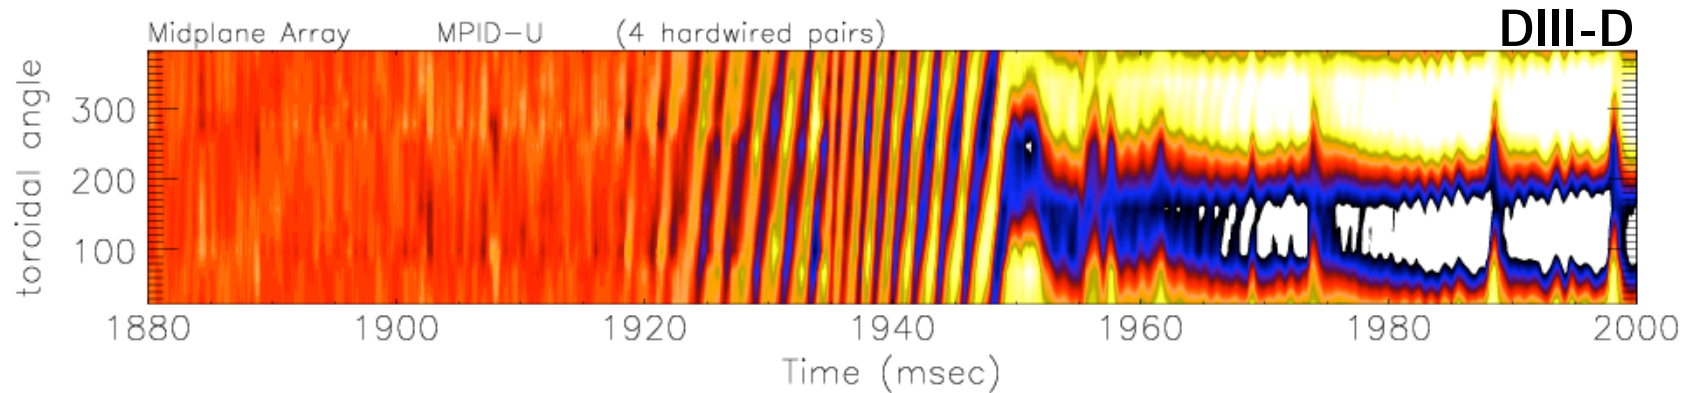 DIII-D
Midplane Array MPID-U (4 hardwired pairs)
toroidal angle
300
200
100
1880 1900 1920 1940 1960 1980 2000
Time (msec)